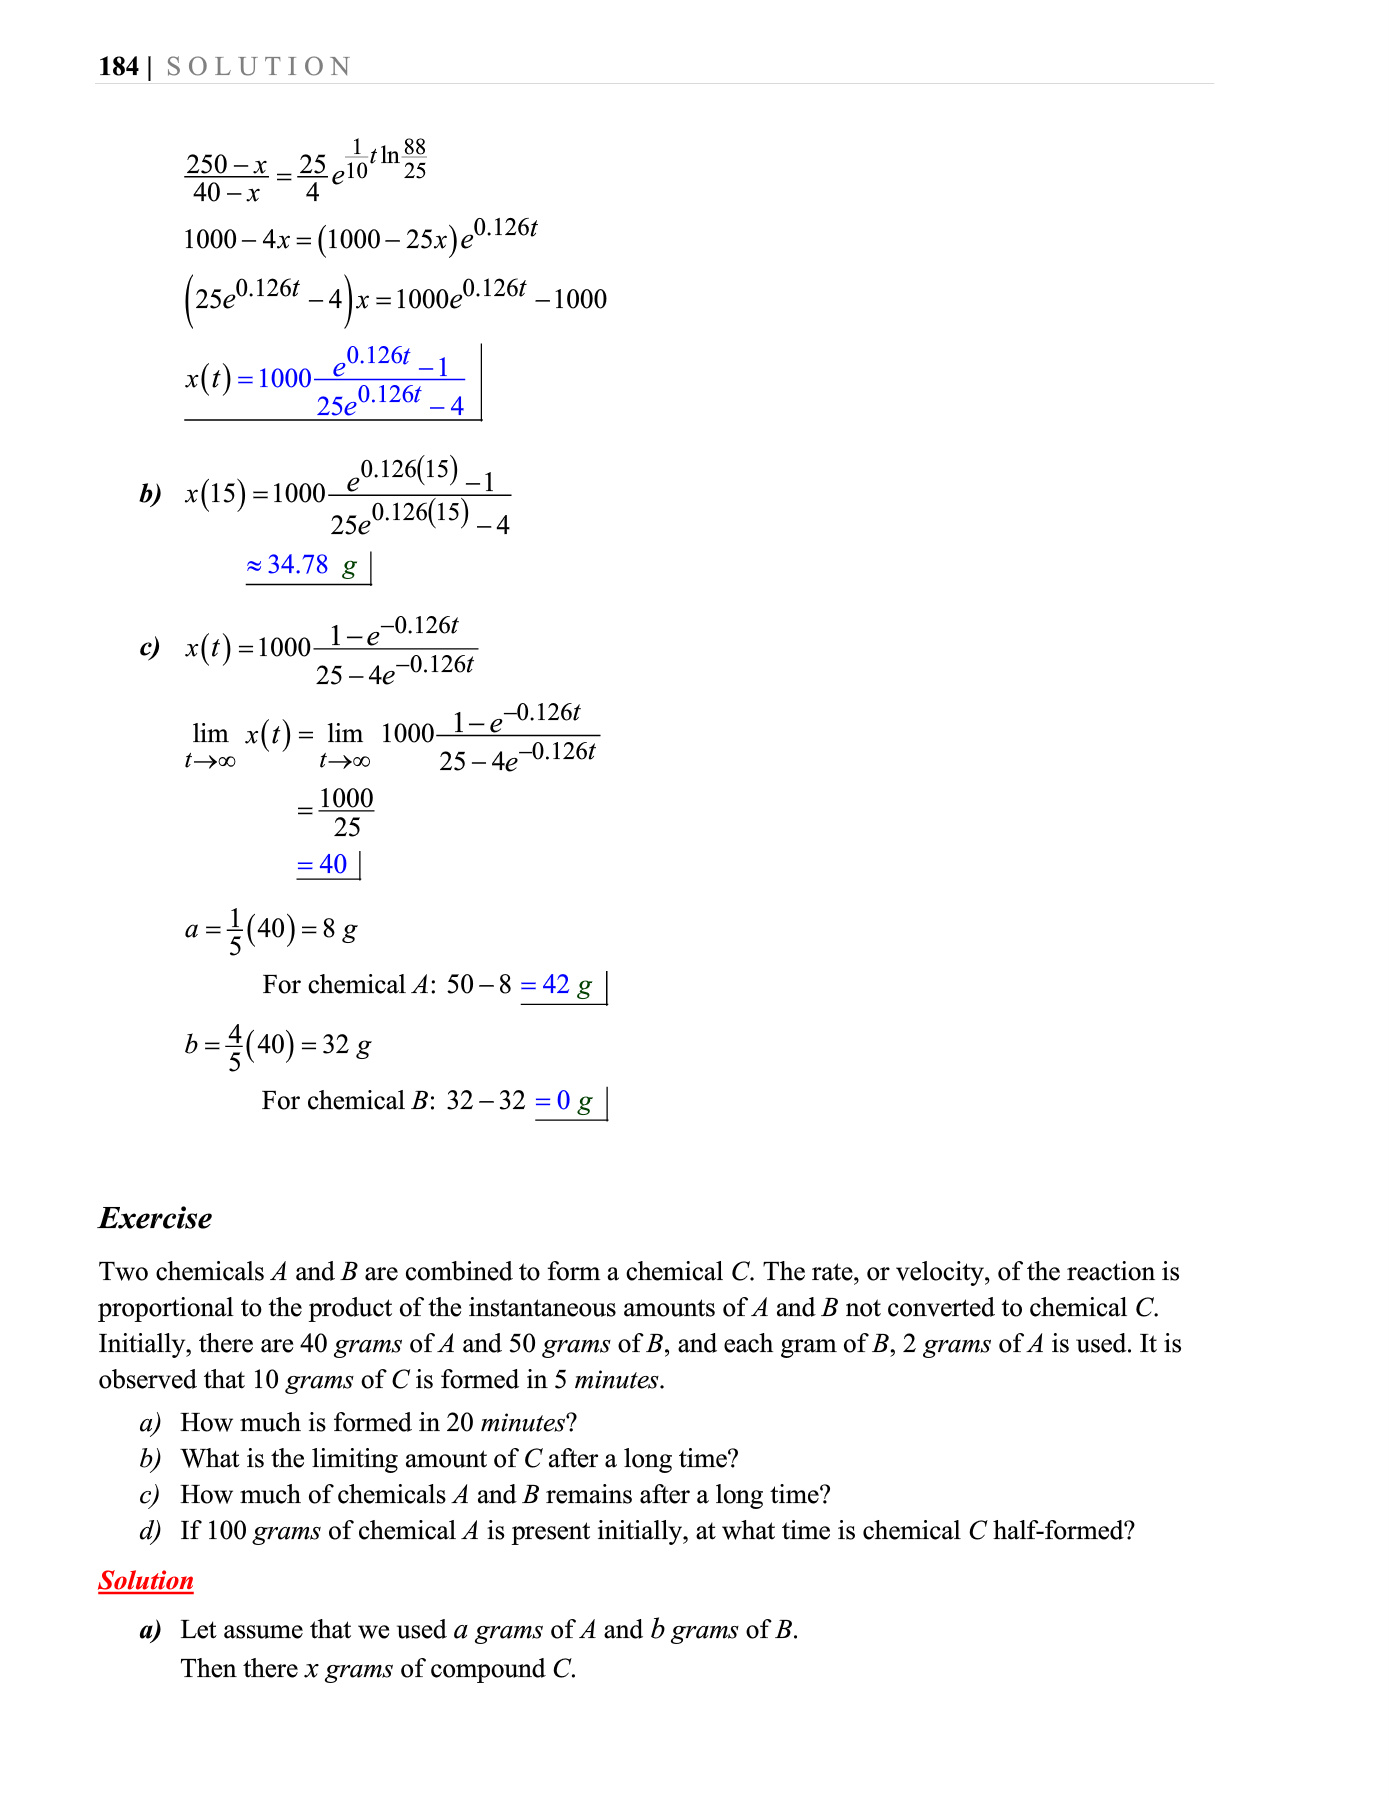 184 | SOLUTION
\frac{250-x}{40-x} = \frac{25}{4} e^{\frac{1}{10} t \ln \frac{88}{25}}
1000 - 4x = (1000 - 25x) e^{0.126t}
(25e^{0.126t} - 4) x = 1000e^{0.126t} - 1000
x(t) = 1000 \frac{e^{0.126t} - 1}{25e^{0.126t} - 4}
b) x(15) = 1000 \frac{e^{0.126(15)} - 1}{25e^{0.126(15)} - 4}
≈ 34.78 g
c) x(t) = 1000 \frac{1 - e^{-0.126t}}{25 - 4e^{-0.126t}}
\lim_{t→∞} x(t) = \lim_{t→∞} 1000 \frac{1 - e^{-0.126t}}{25 - 4e^{-0.126t}}
= \frac{1000}{25}
= 40
a = \frac{1}{5}(40) = 8 g
For chemical A: 50 – 8 = 42 g
b = \frac{4}{5}(40) = 32 g
For chemical B: 32 – 32 = 0 g
Exercise
Two chemicals A and B are combined to form a chemical C. The rate, or velocity, of the reaction is
proportional to the product of the instantaneous amounts of A and B not converted to chemical C.
Initially, there are 40 grams of A and 50 grams of B, and each gram of B, 2 grams of A is used. It is
observed that 10 grams of C is formed in 5 minutes.
a) How much is formed in 20 minutes?
b) What is the limiting amount of C after a long time?
c) How much of chemicals A and B remains after a long time?
d) If 100 grams of chemical A is present initially, at what time is chemical C half-formed?
Solution
a) Let assume that we used a grams of A and b grams of B.
Then there x grams of compound C.